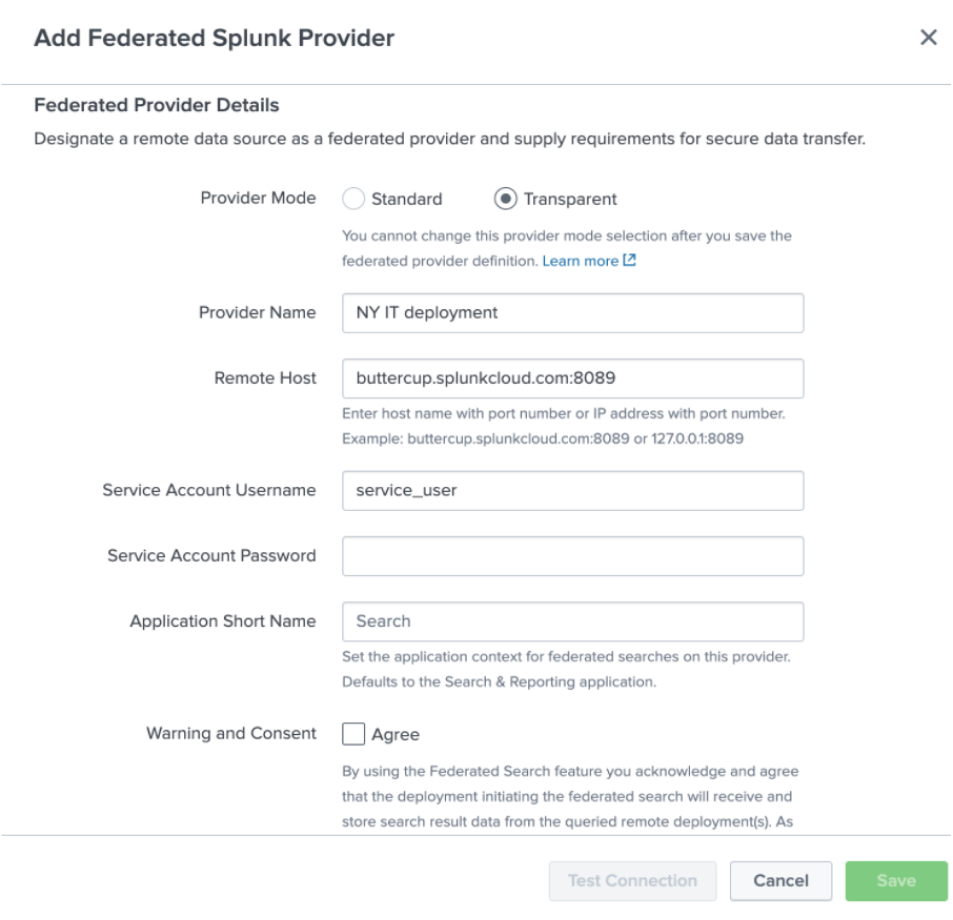 Add Federated Splunk Provider
Federated Provider Details
Designate a remote data source as a federated provider and supply requirements for secure data transfer.
Provider Mode Standard Transparent
You cannot change this provider mode selection after you save the
federated provider definition. Learn more
Provider Name NY IT deployment
Remote Host buttercup.splunkcloud.com:8089
Enter host name with port number or IP address with port number.
Example: buttercup.splunkcloud.com:8089 or 127.0.0.1:8089
Service Account Username service_user
Service Account Password
Application Short Name Search
Set the application context for federated searches on this provider.
Defaults to the Search & Reporting application.
Warning and Consent Agree
By using the Federated Search feature you acknowledge and agree
that the deployment initiating the federated search will receive and
store search result data from the queried remote deployment(s). As
Test Connection Cancel Save